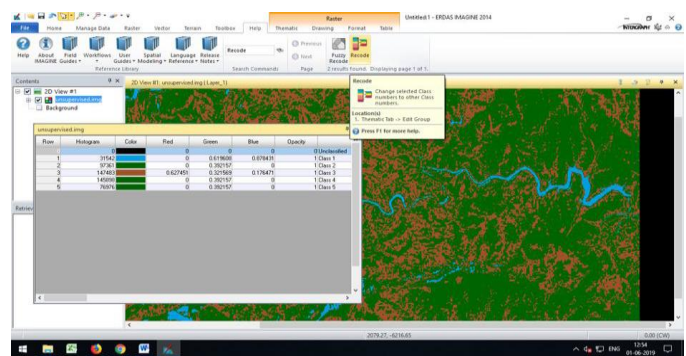 Raster
Untitled:1 - ERDAS IMAGINE 2014
File Home Manage Data Raster Vector Terrain Toolbox Help Thematic Drawing Format Table
INTERGRAPH
Help
About IMAGINE
Field Guides
Workflows
User Guides
Spatial Modeling
Language Reference
Release Notes
Recode
Previous
Next
Fuzzy Recode
Recode
Reference Library Search Commands Page 2 results found. Displaying page 1 of 1.
Contents
2D View #1: unsupervised.img (:Layer_1)
2D View #1
unsupervised.img
Background
Recode
Change selected Class
numbers to other Class
numbers.
Location(s)
1. Thematic Tab -> Edit Group
Press F1 for more help.
unsupervised.img
Row Histogram Color Red Green Blue Opacity
0 0 0 0 0 Unclassified
1 31542 0 0.619608 0.878431 1 Class 1
2 97361 0 0.392157 0 1 Class 2
3 147483 0.627451 0.321569 0.176471 1 Class 3
4 0 0.392157 0 1 Class 4
5 76976 0 0.392157 0 1 Class 5
Retriev
2079.27, -6216.65
0.00 (CW)
ENG
12:54
01-06-2019